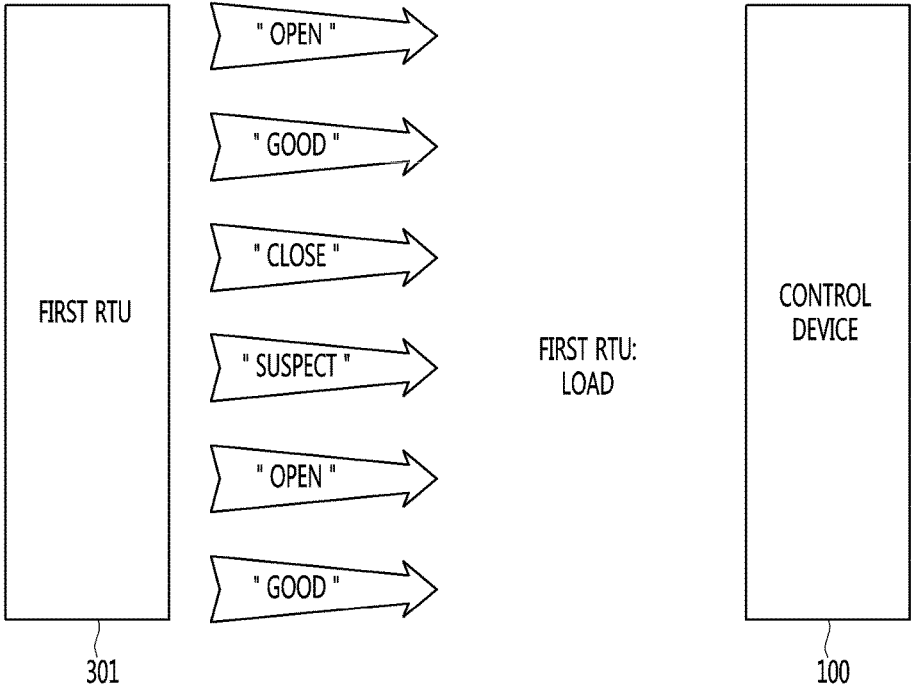 " OPEN "
" GOOD "
" CLOSE "
FIRST RTU
" SUSPECT "
" OPEN "
" GOOD "
FIRST RTU:
LOAD
CONTROL
DEVICE
301
100